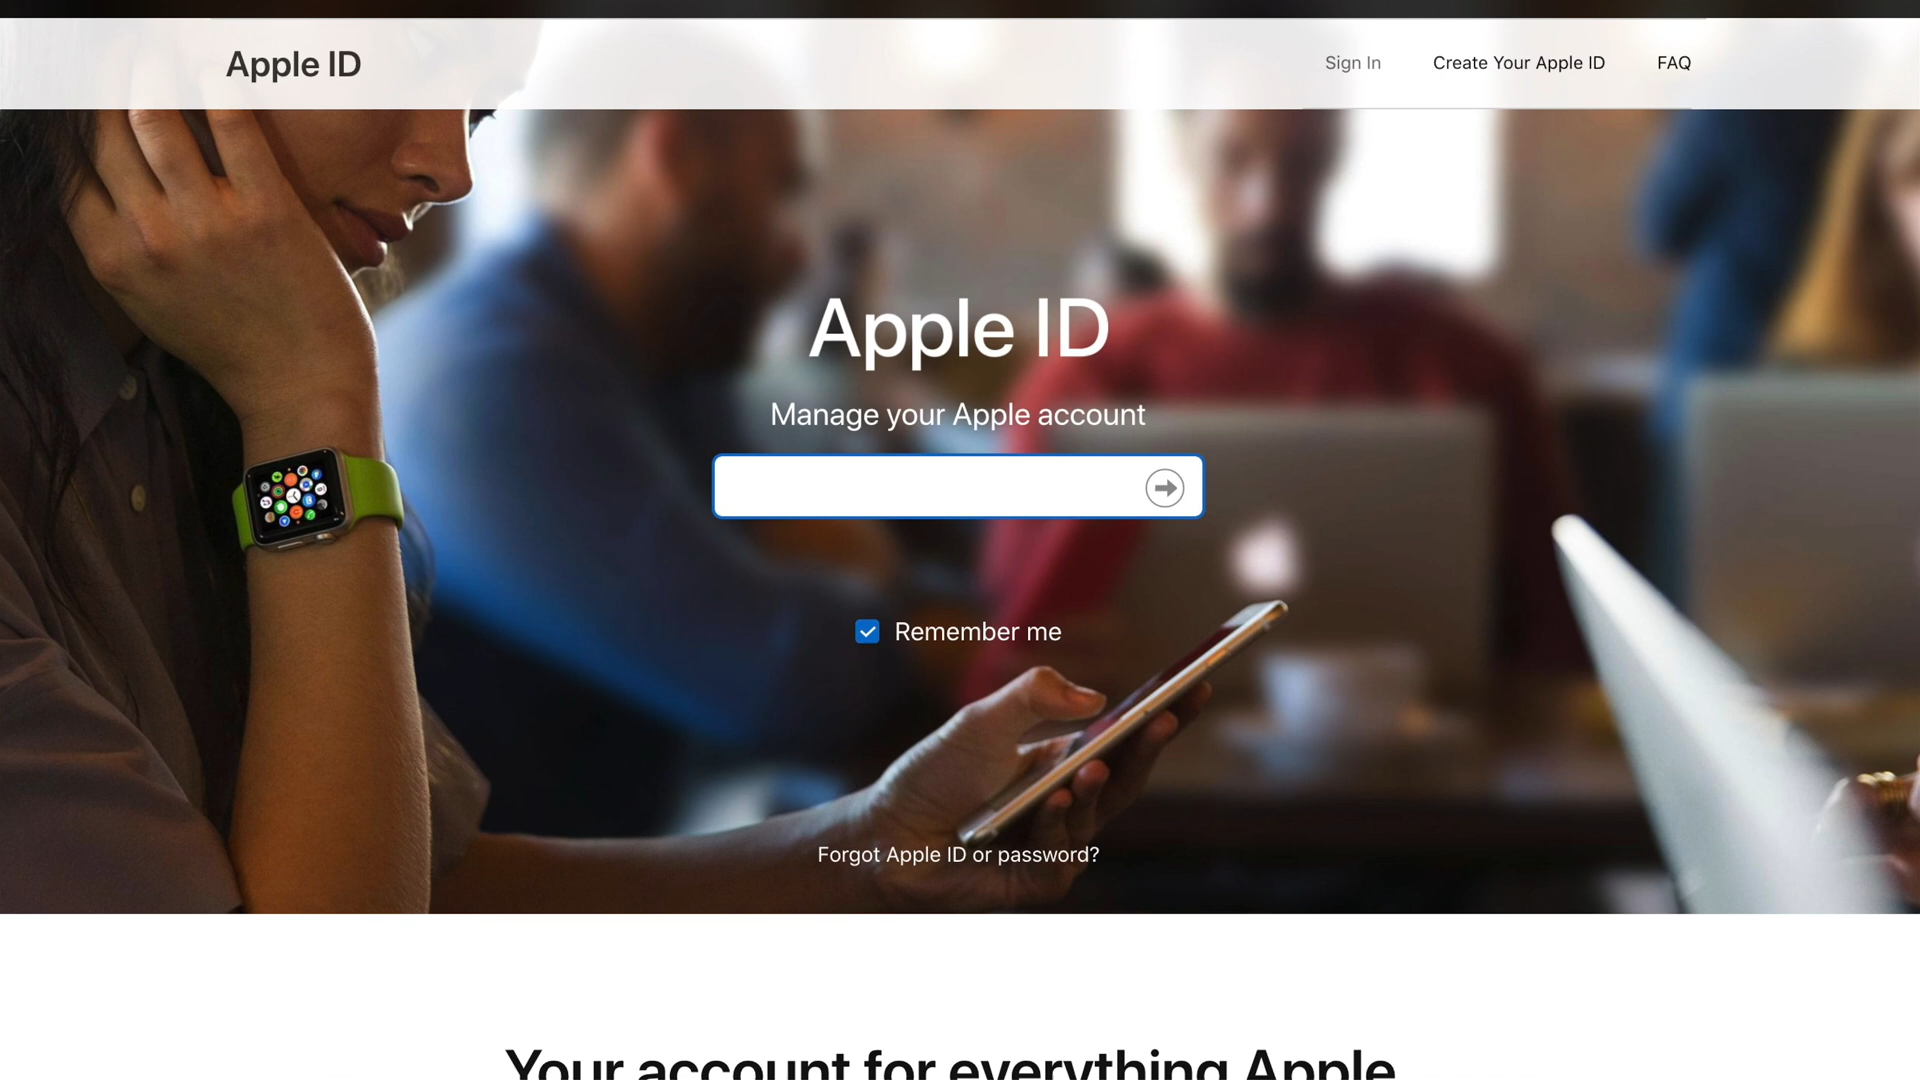 Apple ID
Sign In
Create Your Apple ID
FAQ
Apple ID
Manage your Apple account
Remember me
Forgot Apple ID or password?
Your account for everything Apple